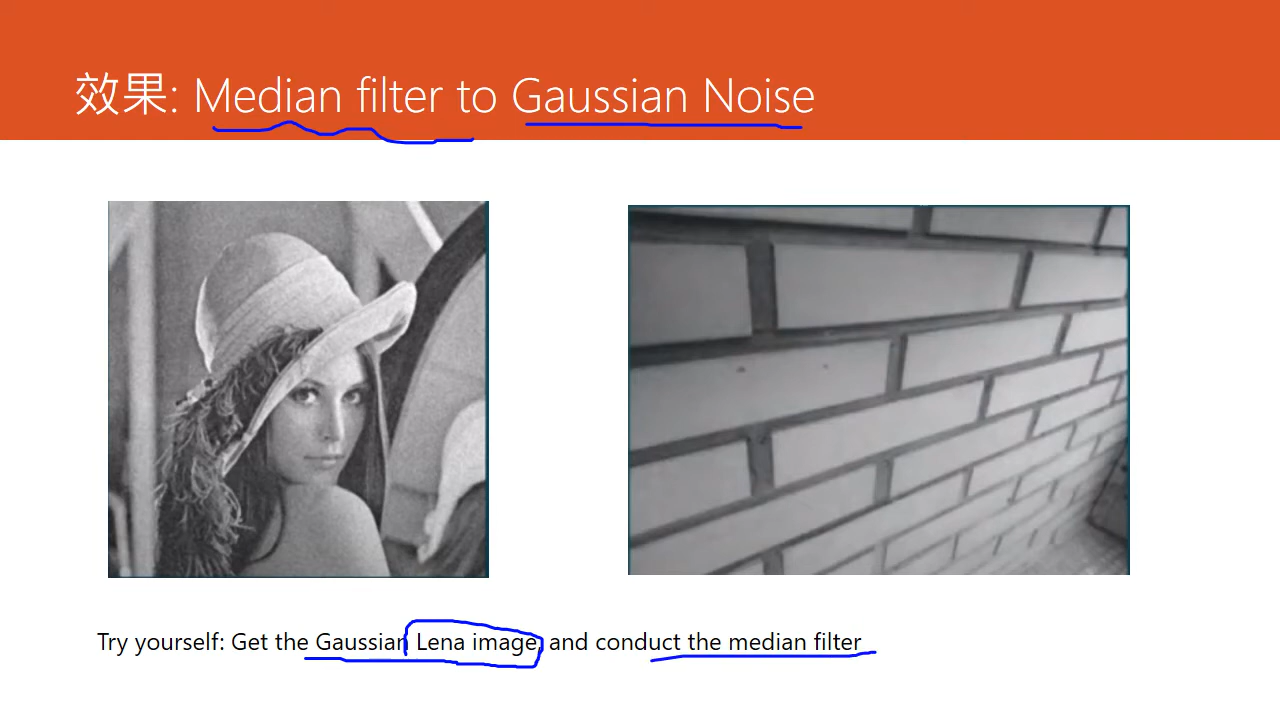 效果: Median filter to Gaussian Noise
Try yourself: Get the Gaussian Lena image, and conduct the median filter